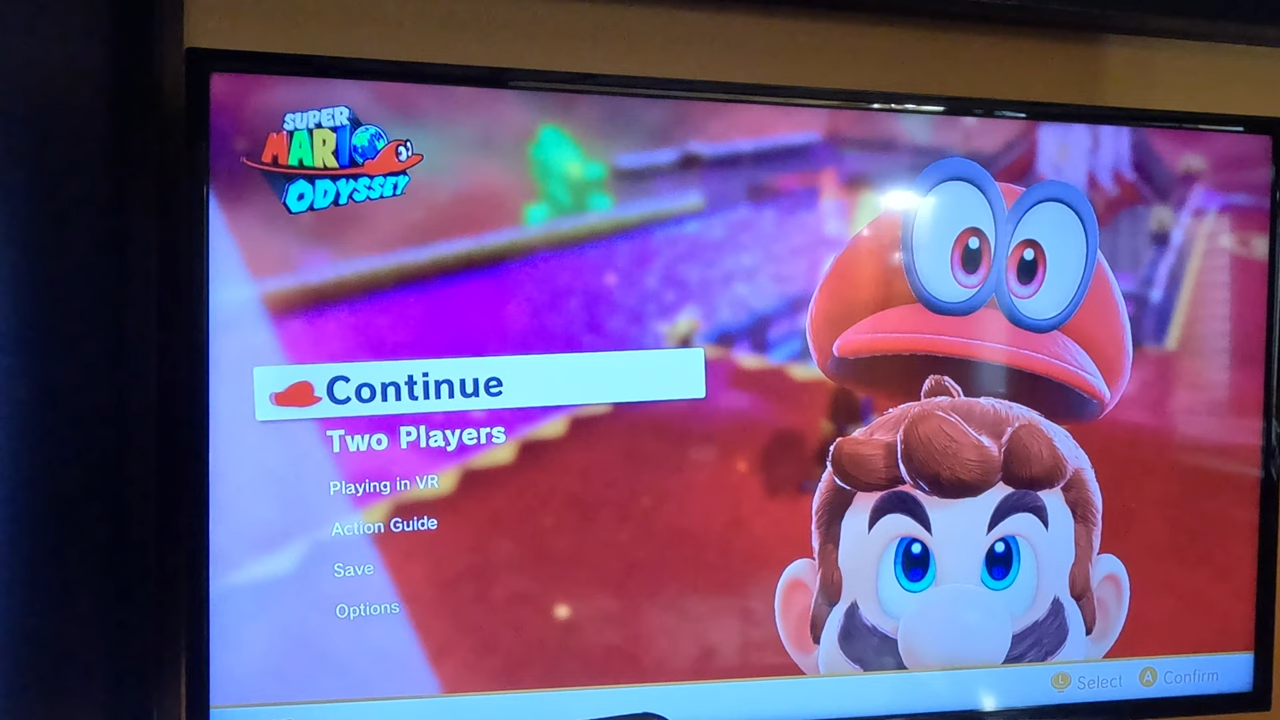 SUPER
MARIO
ODYSSEY
Continue
Two Players
Playing in VR
Action Guide
Save
Options
L Select A Confirm